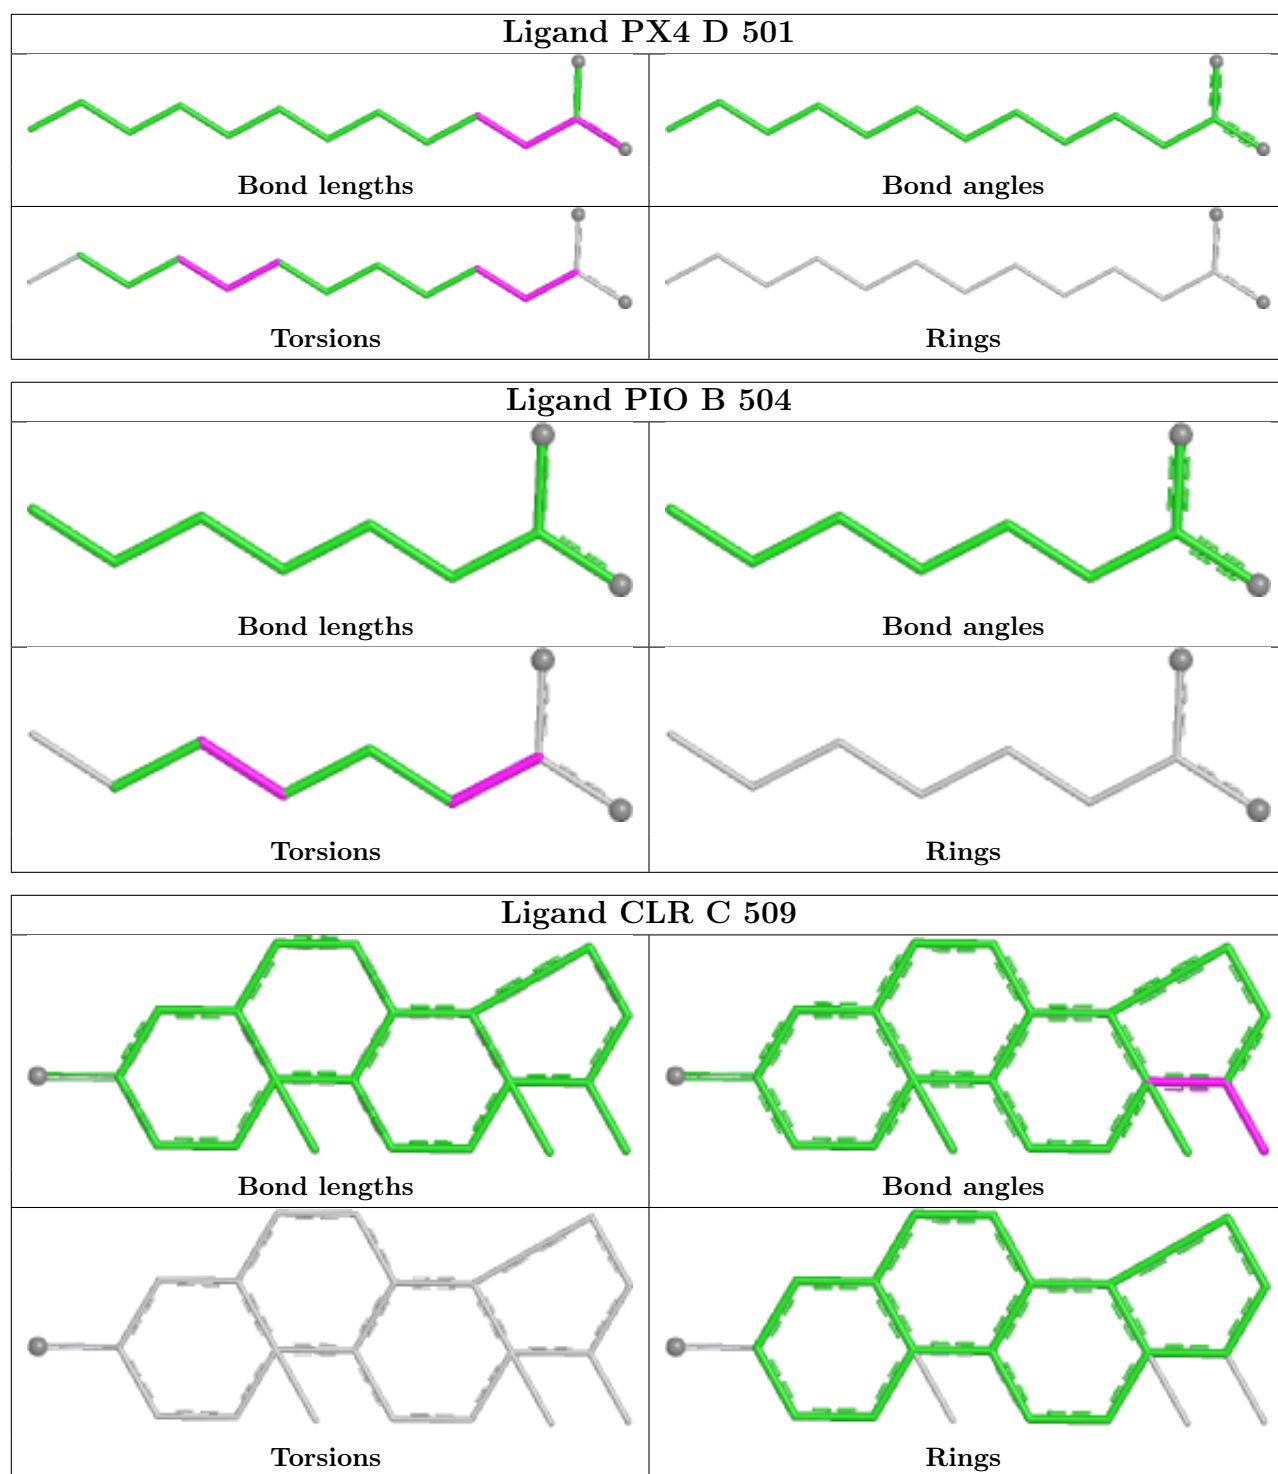 Ligand PX4 D 501
Bond lengths
Bond angles
Torsions
Rings
Ligand PIO B 504
Bond lengths
Bond angles
Torsions
Rings
Ligand CLR C 509
Bond lengths
Bond angles
Torsions
Rings